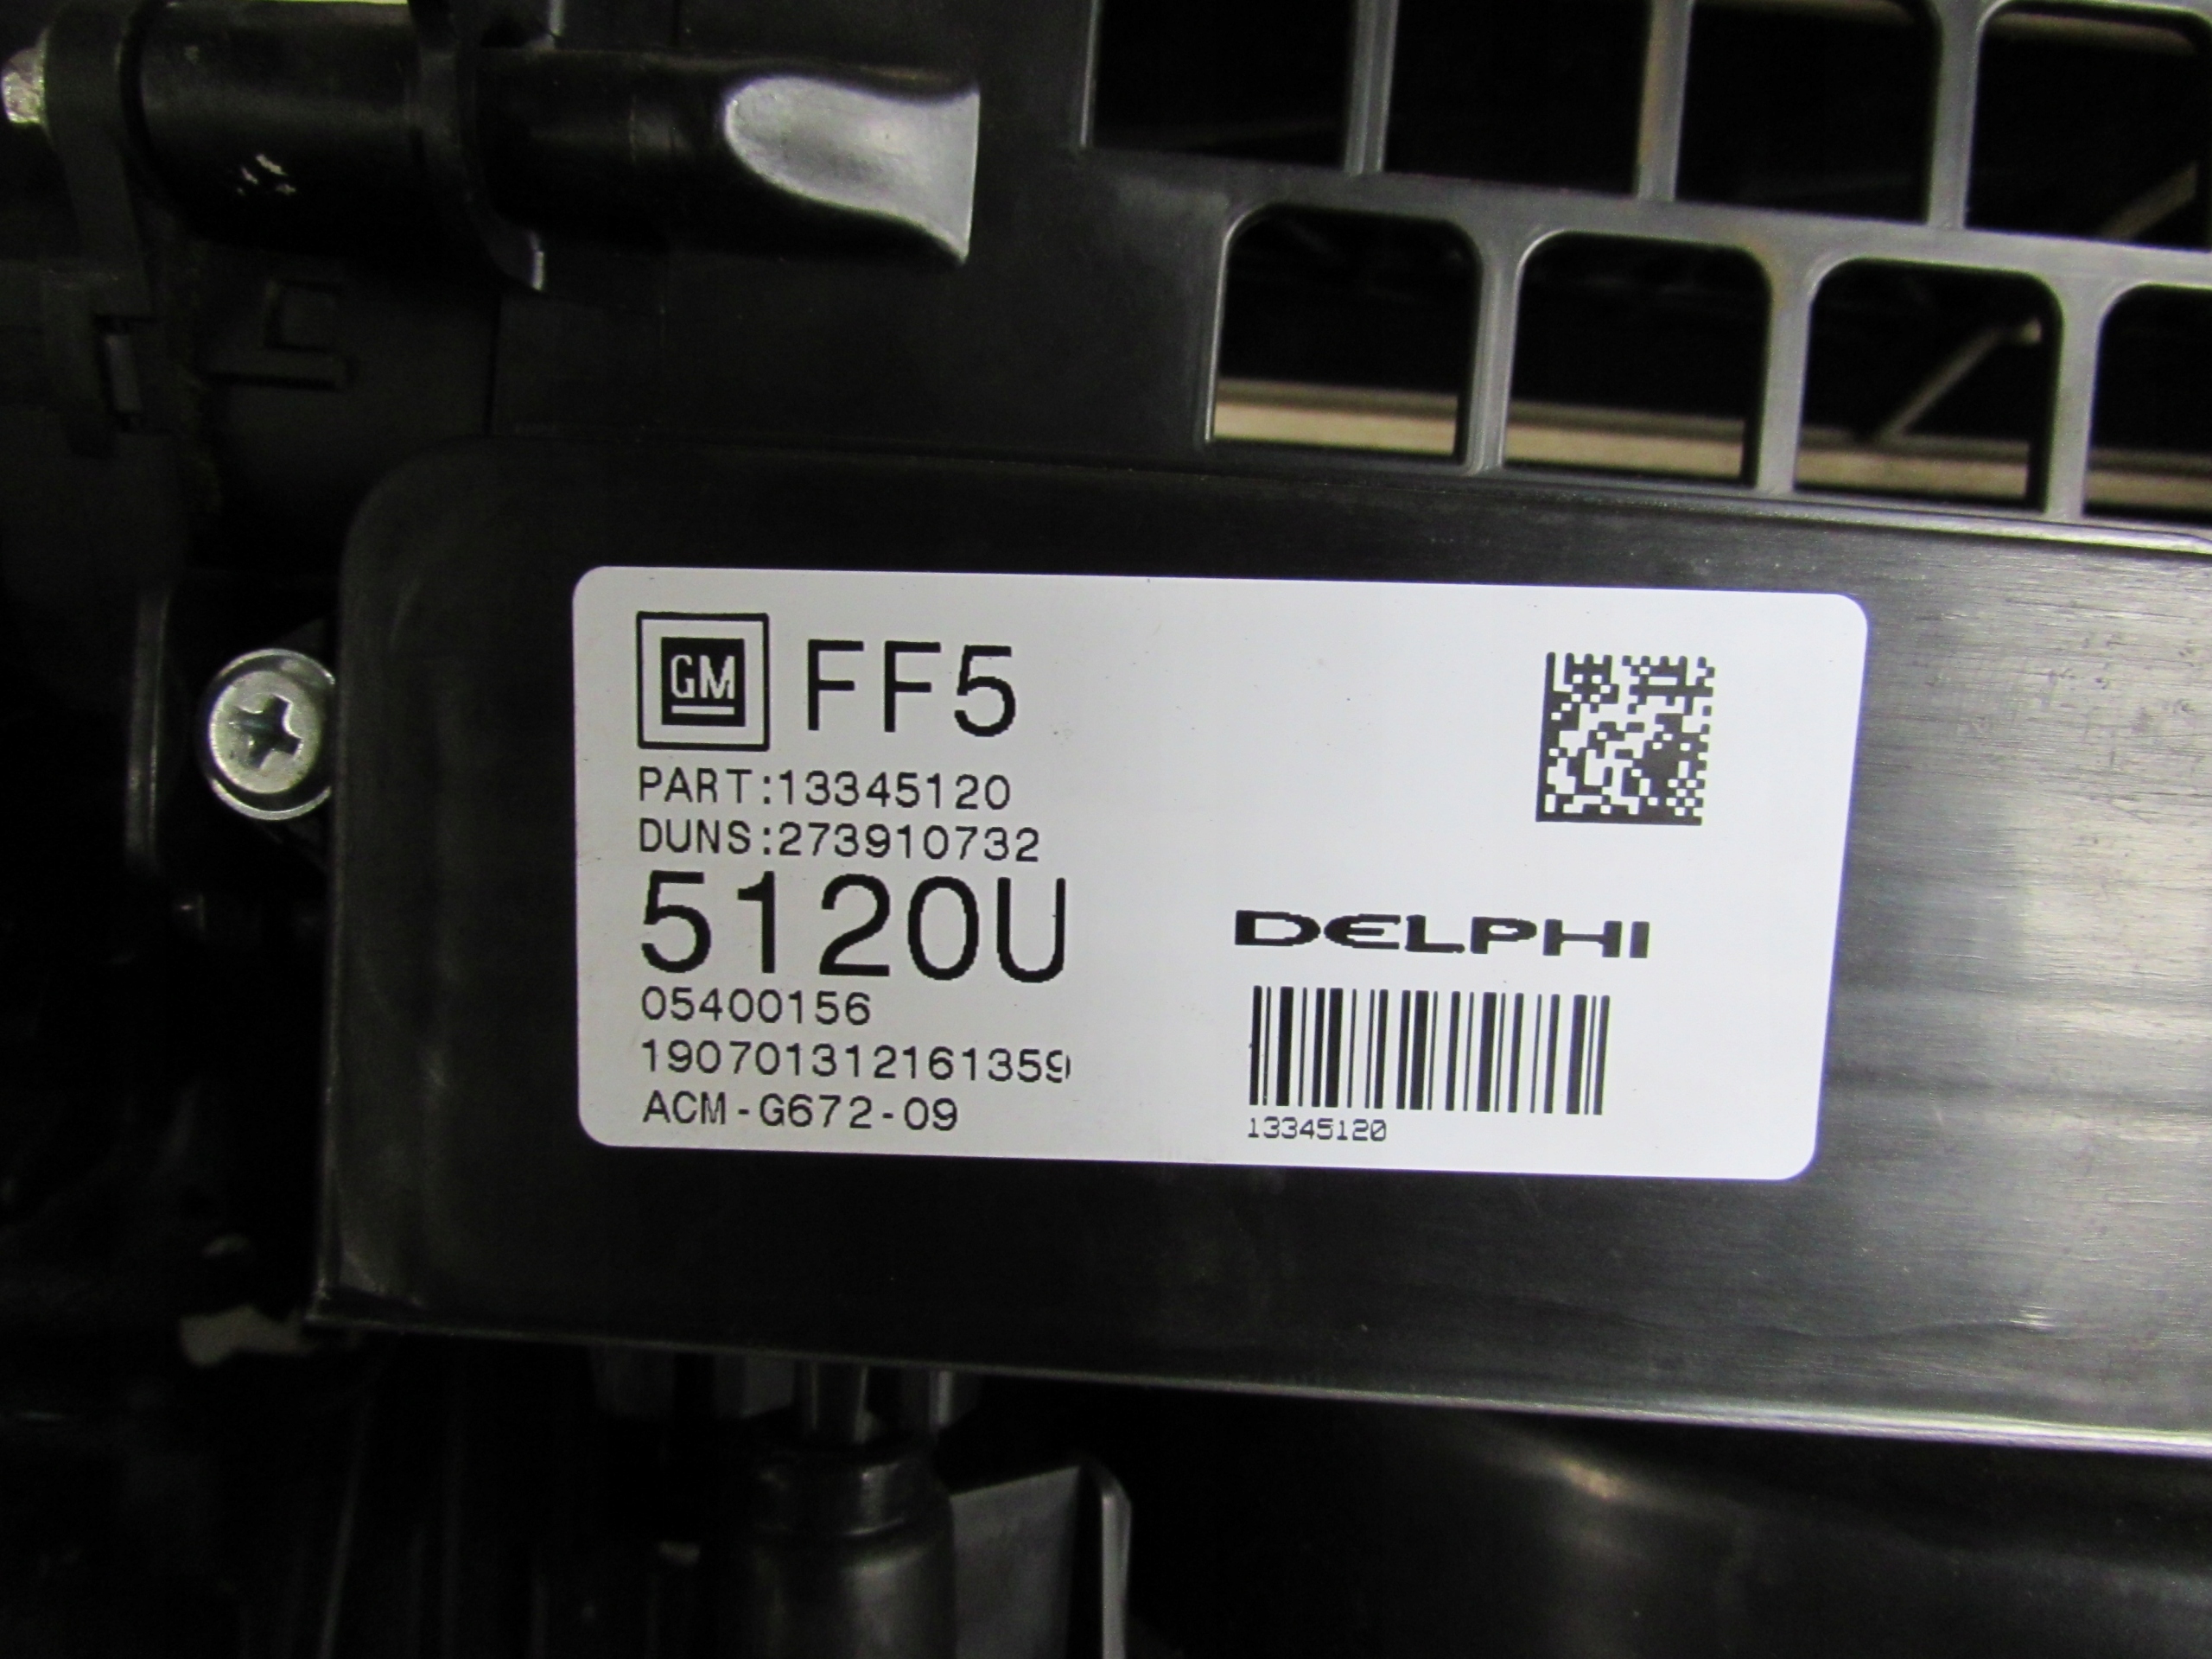 GM FF5
PART:13345120
DUNS:273910732
5120U
05400156
190701312161359
ACM-G672-09
DELPHI
13345120